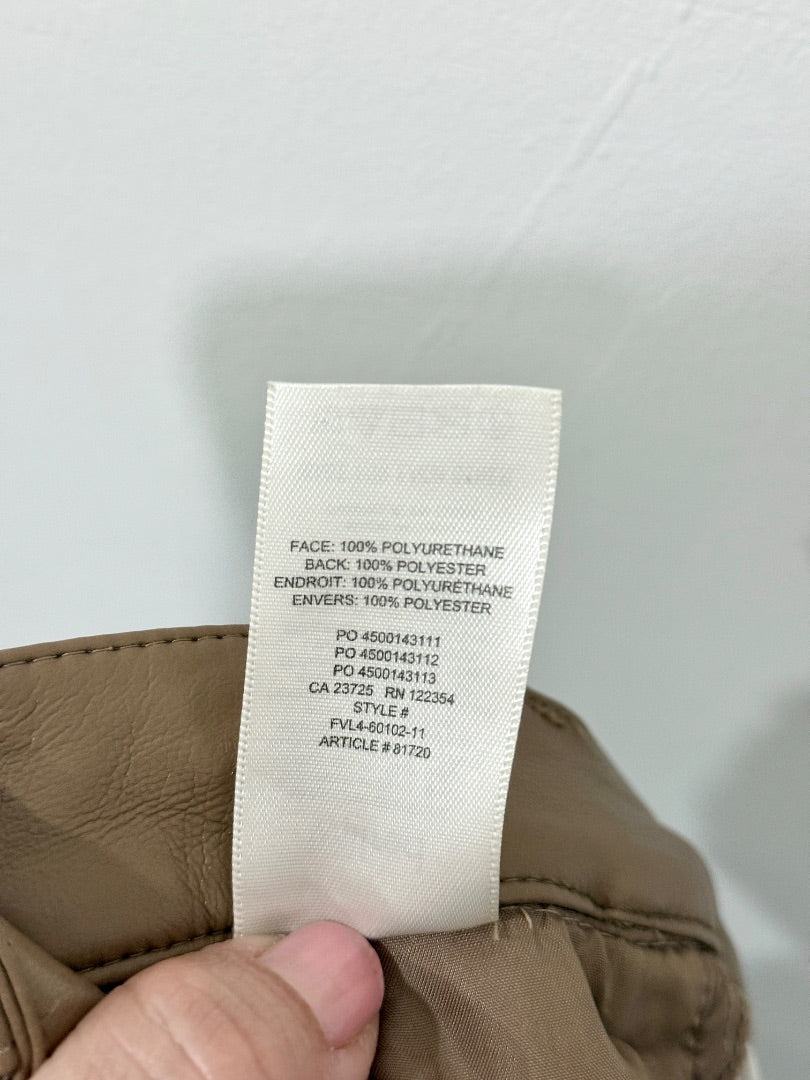 FACE: 100% POLYURETHANE
BACK: 100% POLYESTER
ENDROIT: 100% POLYURÉTHANE
ENVERS: 100% POLYESTER
PO 4500143111
PO 4500143112
PO 4500143113
CA 23725 RN 122354
STYLE #
FVL4-60102-11
ARTICLE # 81720